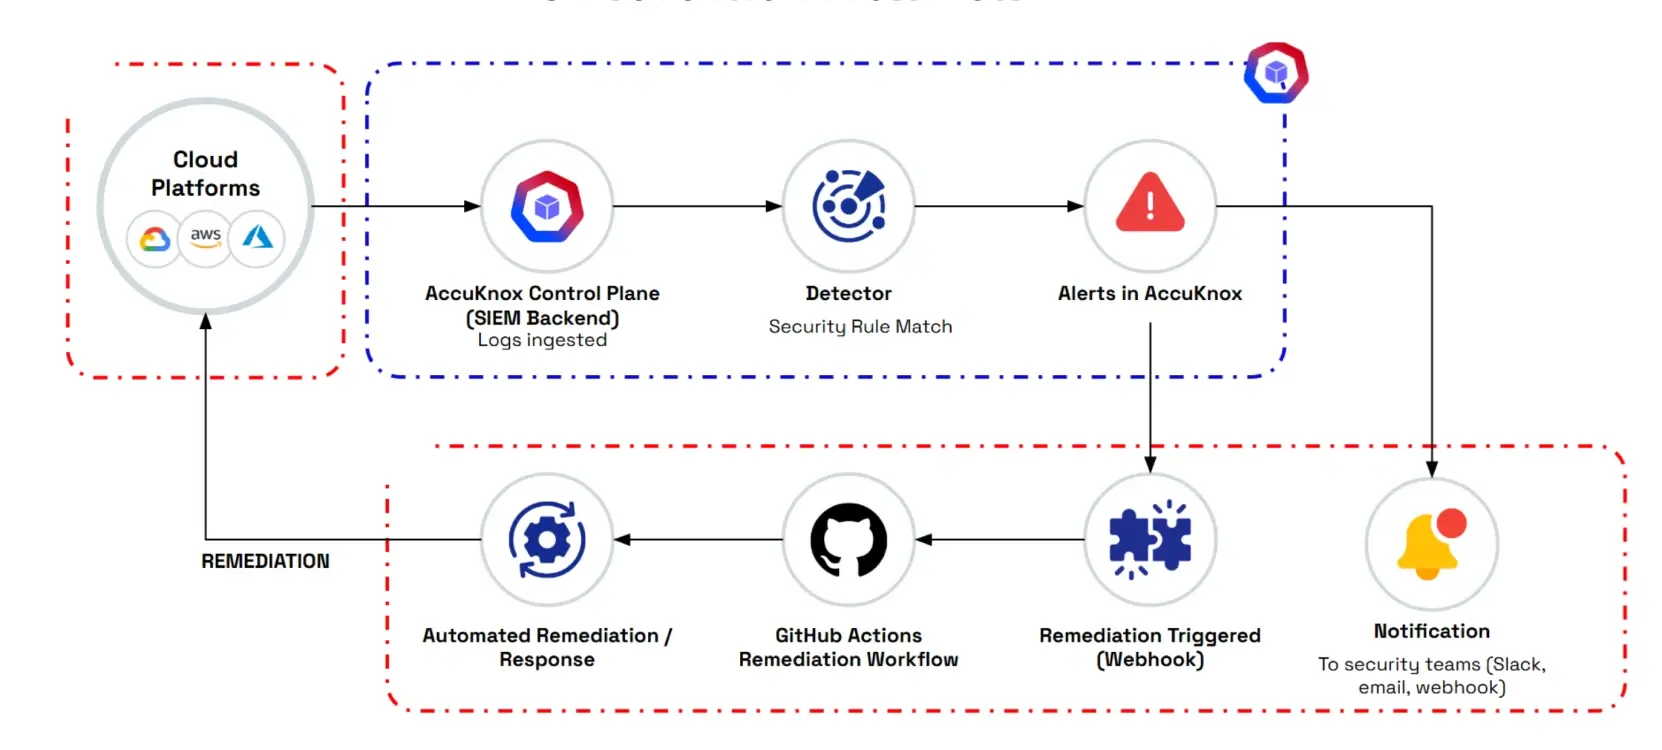 Cloud
Platforms
aws
AccuKnox Control Plane
(SIEM Backend)
Logs ingested
Detector
Security Rule Match
Alerts in AccuKnox
REMEDIATION
Automated Remediation /
Response
GitHub Actions
Remediation Workflow
Remediation Triggered
(Webhook)
Notification
To security teams (Slack,
email, webhook)